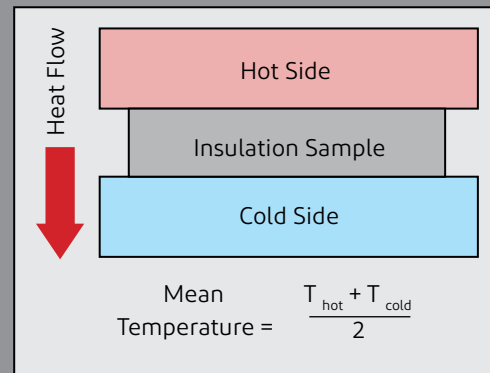 Heat Flow
Hot Side
Insulation Sample
Cold Side
Mean
Temperature =
T hot + T cold
2